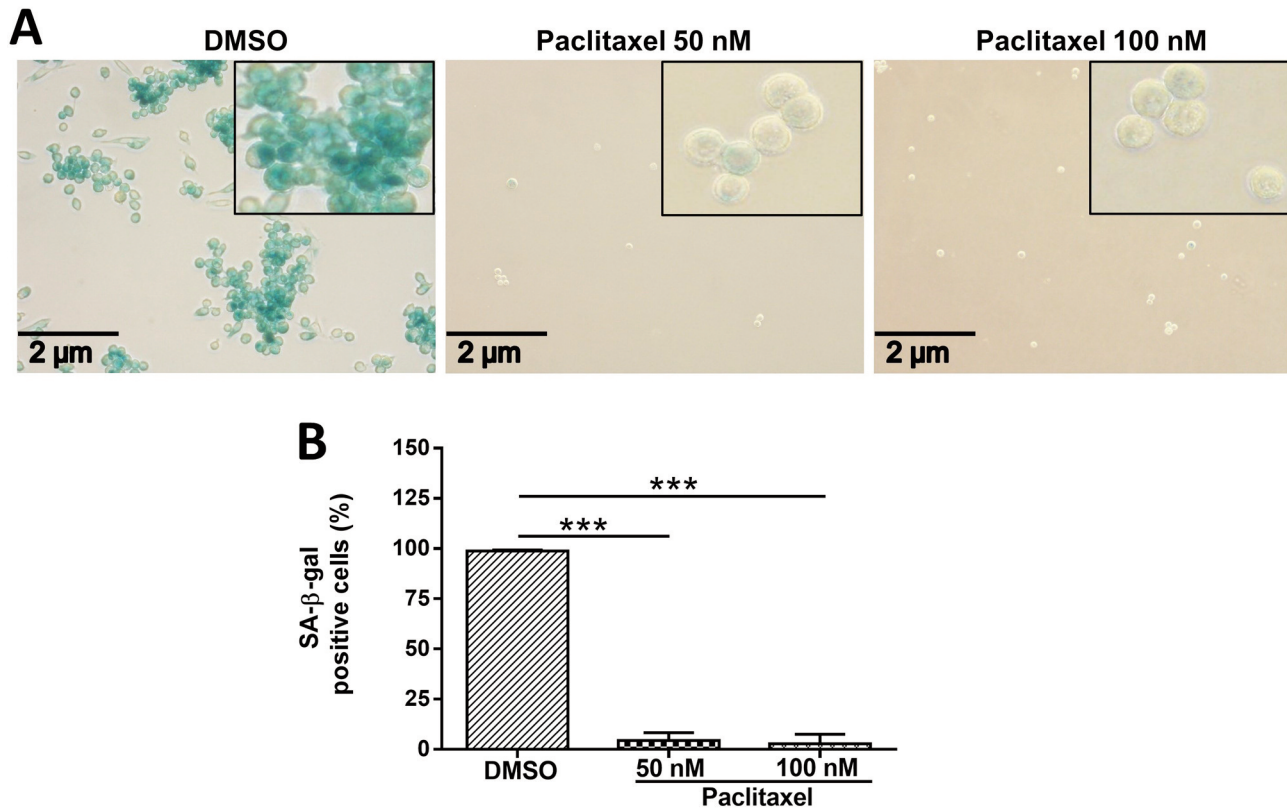 A
DMSO
Paclitaxel 50 nM
Paclitaxel 100 nM
2 µm
2 µm
2 µm
B
SA-β-gal
positive cells (%)
150
125
100
75
50
25
0
***
***
DMSO
50 nM
100 nM
Paclitaxel